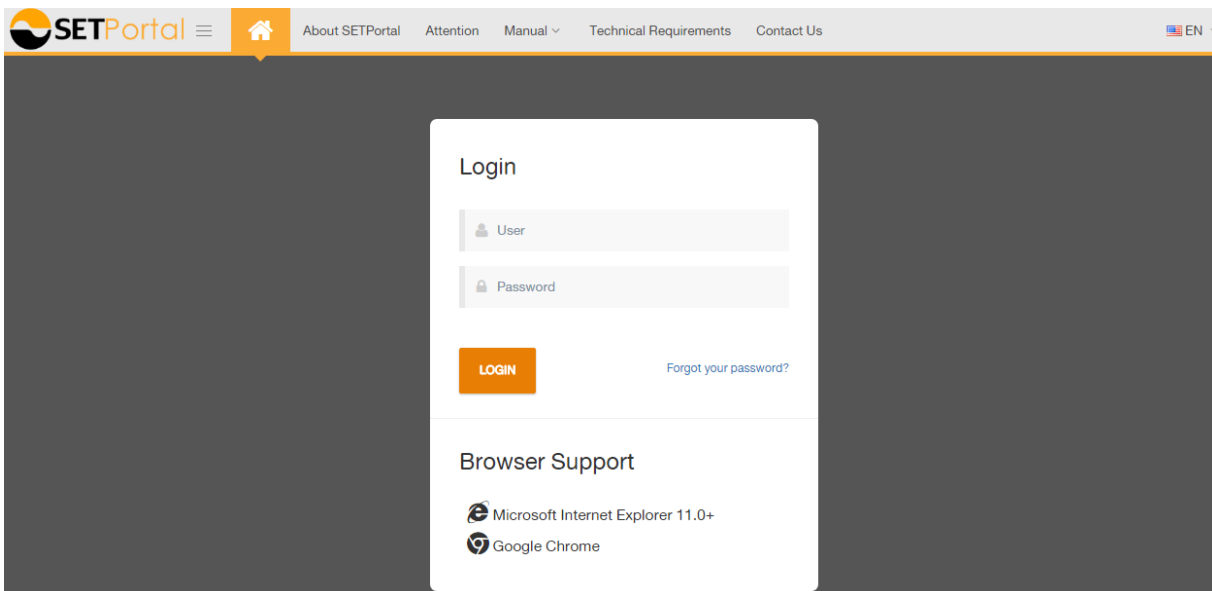 SETPortal
About SETPortal Attention Manual Technical Requirements Contact Us EN
Login
User
Password
LOGIN Forgot your password?
Browser Support
Microsoft Internet Explorer 11.0+
Google Chrome